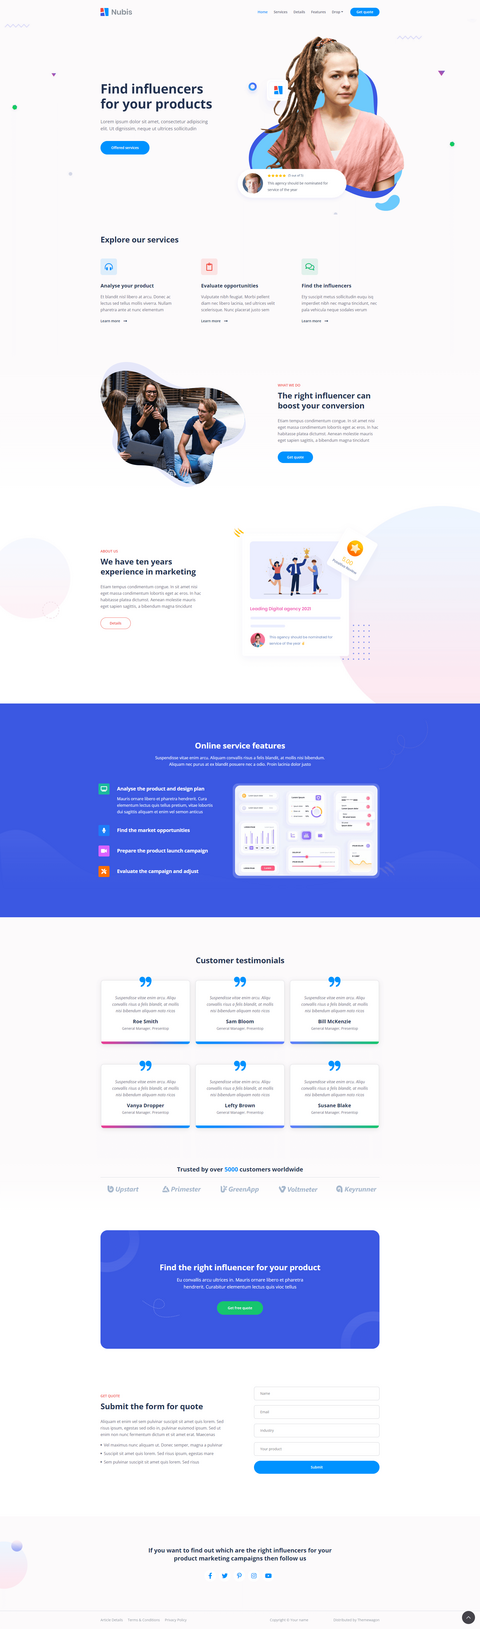 Nubis
Home Services Details Features Drop Get quote
Find influencers
for your products
Lorem ipsum dolor sit amet, consectetur adipiscing
elit. Ut dignissim, neque ut ultrices sollicitudin
Offered services
(5 out of 5)
This agency should be nominated for
service of the year
Explore our services
Analyse your product
Et blandit nisl libero at arcu. Donec ac
lectus sed tellus mollis viverra. Nullam
pharetra ante at nunc elementum
Learn more
Evaluate opportunities
Vulputate nibh feugiat. Morbi pellent
diam nec libero lacinia, sed ultrices velit
scelerisque. Nunc placerat justo sem
Learn more
Find the influencers
Ety suscipit metus sollicitudin euqu isq
imperdiet nibh nec magna tincidunt, nec
pala vehicula neque sodales verum
Learn more
WHAT WE DO
The right influencer can
boost your conversion
Etiam tempus condimentum congue. In sit amet nisi
eget massa condimentum lobortis eget ac eros. In hac
habitasse platea dictumst. Aenean molestie mauris
eget sapien sagittis, a bibendum magna tincidunt
Get quote
ABOUT US
We have ten years
experience in marketing
Etiam tempus condimentum congue. In sit amet nisi
eget massa condimentum lobortis eget ac eros. In hac
habitasse platea dictumst. Aenean molestie mauris
eget sapien sagittis, a bibendum magna tincidunt
Details
5.00
Leading Digital agency 2021
This agency should be nominated for
service of the year
Online service features
Suspendisse vitae enim arcu. Aliquam convallis risus a felis blandit, at mollis nisl bibendum.
Aliquam nec purus at ex blandit posuere nec a odio. Proin lacinia dolor justo
Analyse the product and design plan
Mauris ornare libero et pharetra hendrerit. Cura
elementum lectus quis tellus pretium, vitae lobortis
dui sagittis aliquam et enim vel semon anticus
Find the market opportunities
Prepare the product launch campaign
Evaluate the campaign and adjust
Customer testimonials
Suspendisse vitae enim arcu. Aliqu
convallis risus a felis blandit, at mollis
nisi bibendum aliquam noto ricos
Roe Smith
General Manager, Presentop
Suspendisse vitae enim arcu. Aliqu
convallis risus a felis blandit, at mollis
nisi bibendum aliquam noto ricos
Sam Bloom
General Manager, Presentop
Suspendisse vitae enim arcu. Aliqu
convallis risus a felis blandit, at mollis
nisi bibendum aliquam noto ricos
Bill McKenzie
General Manager, Presentop
Suspendisse vitae enim arcu. Aliqu
convallis risus a felis blandit, at mollis
nisi bibendum aliquam noto ricos
Vanya Dropper
General Manager, Presentop
Suspendisse vitae enim arcu. Aliqu
convallis risus a felis blandit, at mollis
nisi bibendum aliquam noto ricos
Lefty Brown
General Manager, Presentop
Suspendisse vitae enim arcu. Aliqu
convallis risus a felis blandit, at mollis
nisi bibendum aliquam noto ricos
Susane Blake
General Manager, Presentop
Trusted by over 5000 customers worldwide
Upstart Primester GreenApp Voltmeter Keyrunner
Find the right influencer for your product
Eu convallis arcu ultrices in. Mauris ornare libero et pharetra
hendrerit. Curabitur elementum lectus quis eioc tellus
Get free quote
GET QUOTE
Submit the form for quote
Aliquam et enim vel sem pulvinar suscipit sit amet quis lorem. Sed
risus ipsum, egestas sed odio in, pulvinar euismod ipsum. Sed ut
enim non nunc fermentum dictum et sit amet erat. Maecenas
Vel maximus nunc aliquam ut. Donec semper, magna a pulvinar
Suscipit sit amet quis lorem. Sed risus ipsum, egestas mare
Sem pulvinar suscipit sit amet quis lorem. Sed risus
Name
Email
Industry
Your product
Submit
If you want to find out which are the right influencers for your
product marketing campaigns then follow us
Article Details Terms & Conditions Privacy Policy
Copyright © Your name
Distributed by Themewagon